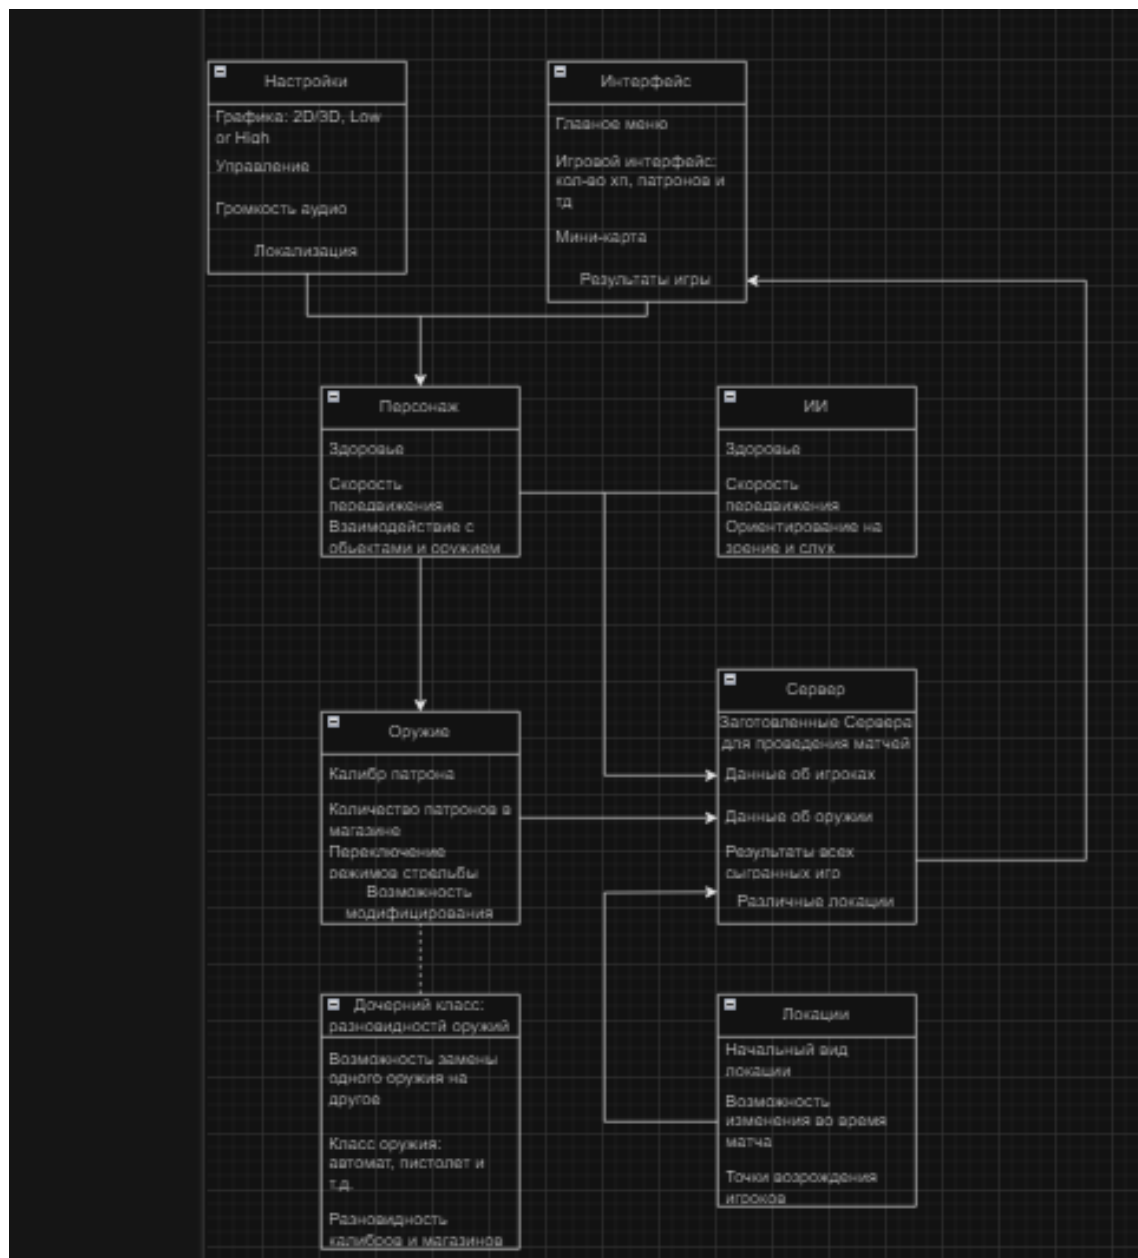 Настройки
Графика: 2D/3D, Low
or High
Управление
Громкость аудио
Локализация
Интерфейс
Главное меню
Игровой интерфейс:
кол-во хп, патронов и
тд
Мини-карта
Результаты игры
Персонаж
Здоровье
Скорость
передвижения
Взаимодействие с
обьектами и оружием
ИИ
Здоровье
Скорость
передвижения
Ориентирование на
зрение и слух
Оружие
Калибр патрона
Количество патронов в
магазине
Переключение
режимов стрельбы
Возможность
модифицирования
Сервер
Заготовленные Сервера
для проведения матчей
Данные об игроках
Данные об оружии
Результаты всех
сыгранных игр
Различные локации
Дочерний класс:
разновидностй оружий
Возможность замены
одного оружия на
другое
Класс оружия:
автомат, пистолет и
т.д.
Разновидность
калибров и магазинов
Локации
Начальный вид
локации
Возможность
изменения во время
матча
Точки возрождения
игроков